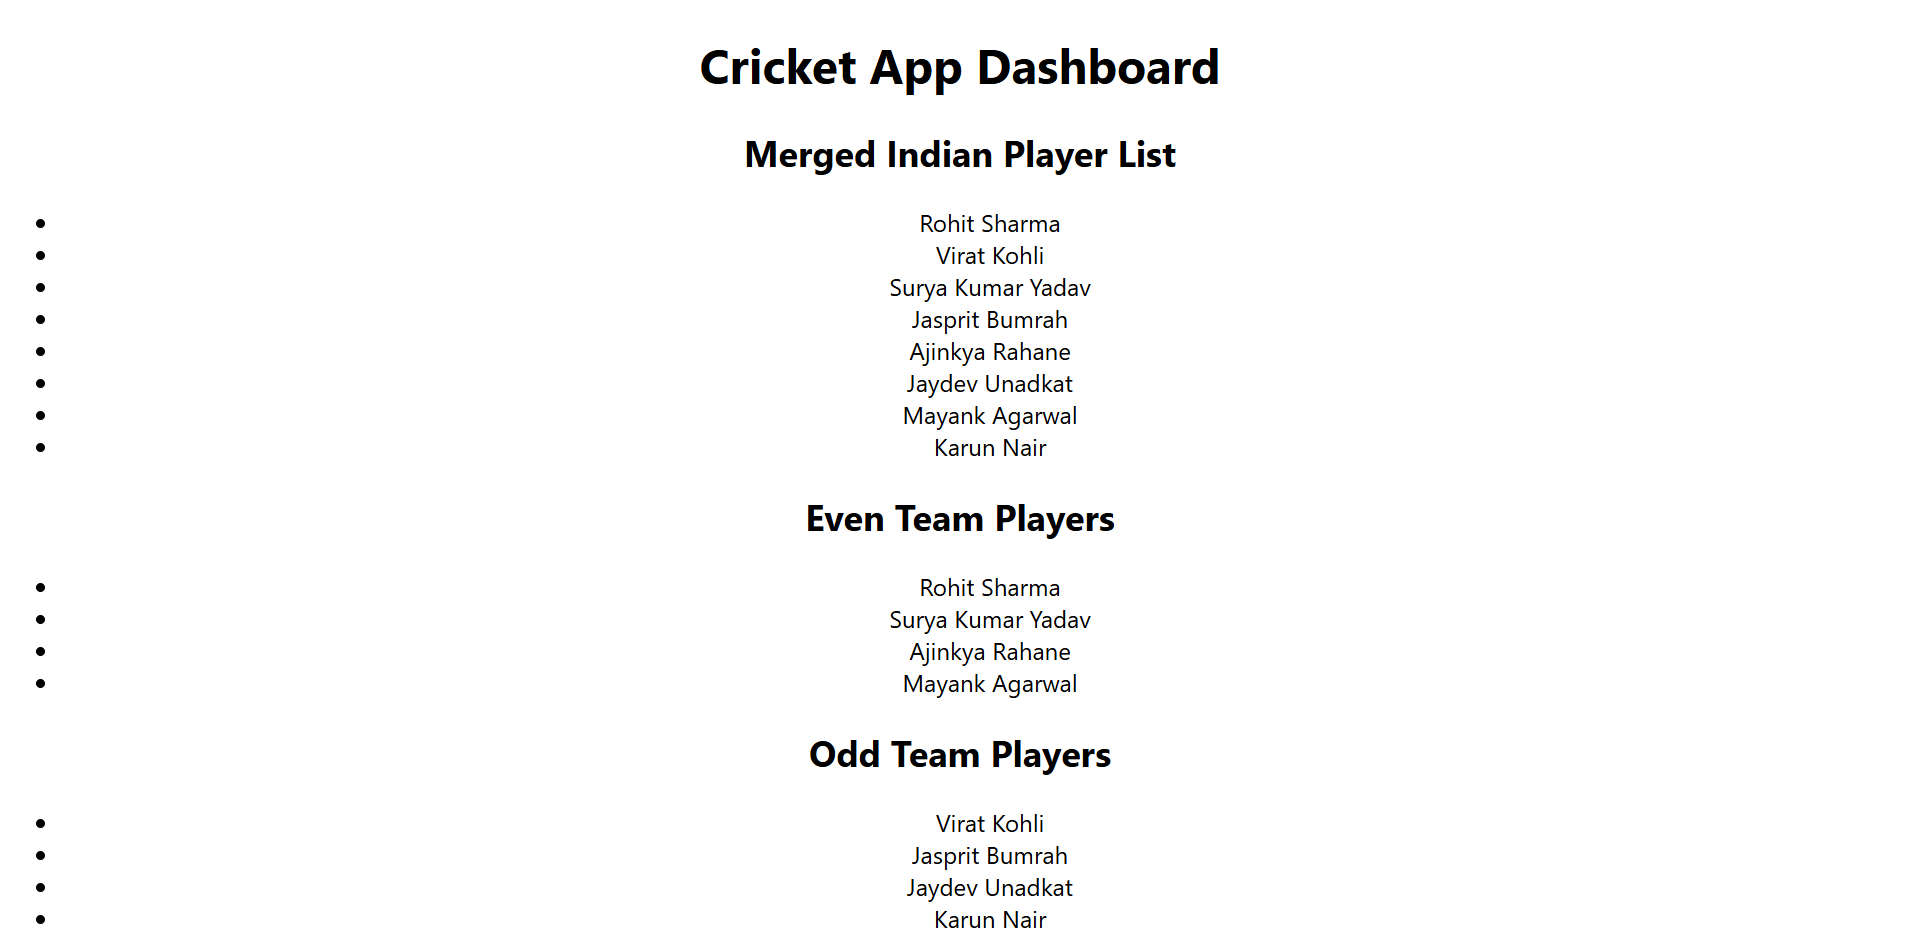 Cricket App Dashboard
Merged Indian Player List
Rohit Sharma
Virat Kohli
Surya Kumar Yadav
Jasprit Bumrah
Ajinkya Rahane
Jaydev Unadkat
Mayank Agarwal
Karun Nair
Even Team Players
Rohit Sharma
Surya Kumar Yadav
Ajinkya Rahane
Mayank Agarwal
Odd Team Players
Virat Kohli
Jasprit Bumrah
Jaydev Unadkat
Karun Nair